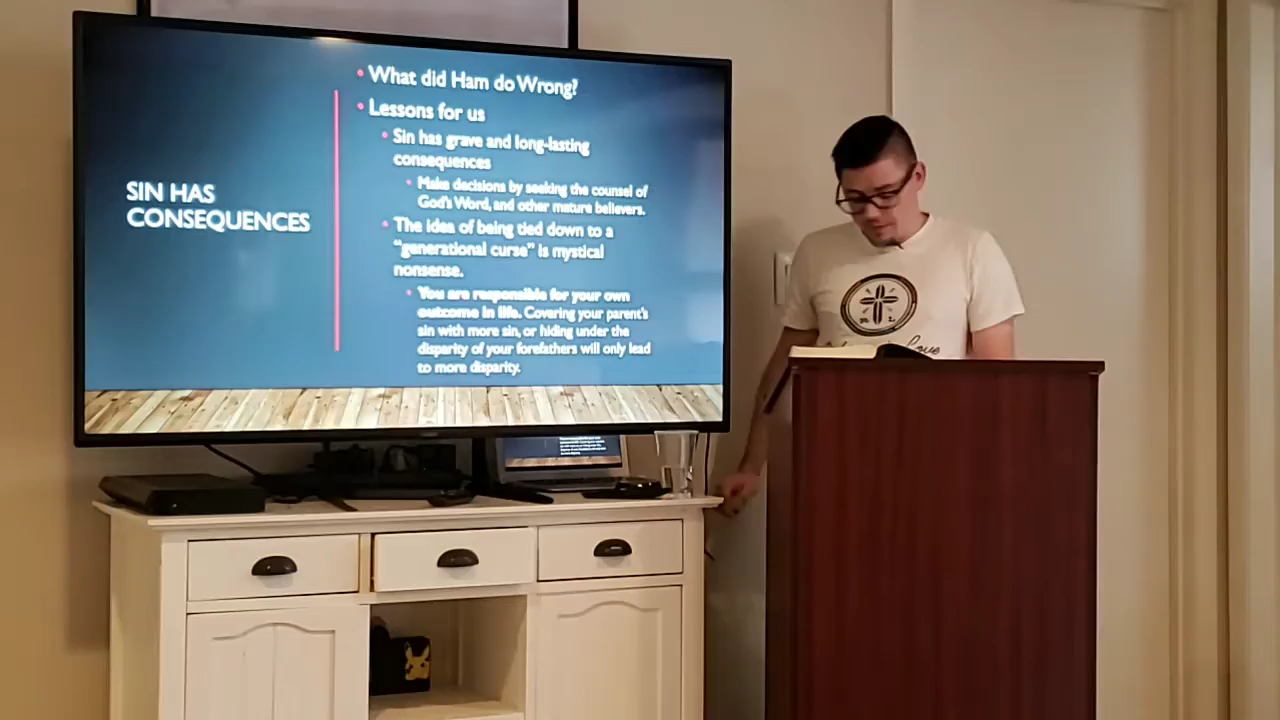 SIN HAS
CONSEQUENCES
• What did Ham do Wrong?
• Lessons for us
• Sin has grave and long-lasting
consequences
• Make decisions by seeking the counsel of
God's Word, and other mature believers.
• The idea of being tied down to a
"generational curse" is mystical
nonsense.
• You are responsible for your own
outcome in life. Covering your parent's
sin with more sin, or hiding under the
disparity of your forefathers will only lead
to more disparity.
Love